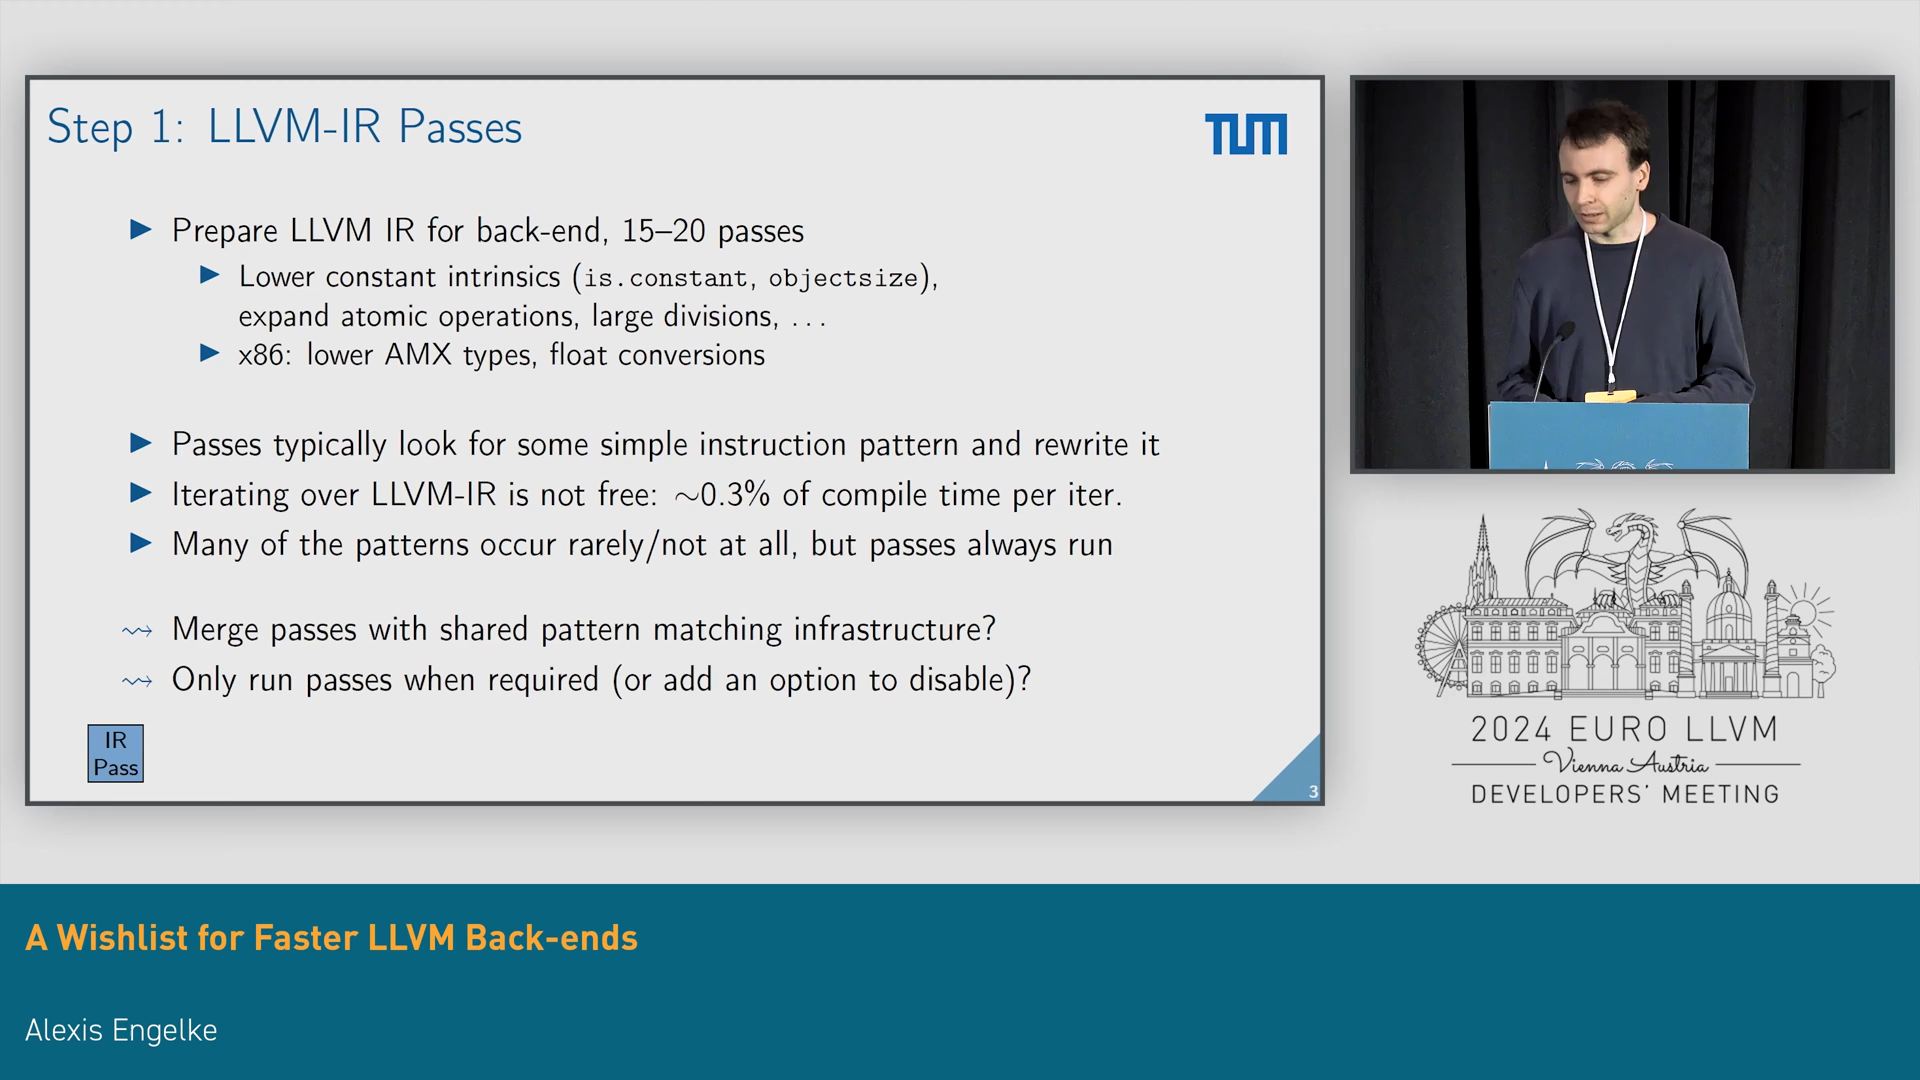 Step 1: LLVM-IR Passes
TUM
Prepare LLVM IR for back-end, 15–20 passes
Lower constant intrinsics (is.constant, objectsize),
expand atomic operations, large divisions, ...
x86: lower AMX types, float conversions
Passes typically look for some simple instruction pattern and rewrite it
Iterating over LLVM-IR is not free: ~0.3% of compile time per iter.
Many of the patterns occur rarely/not at all, but passes always run
Merge passes with shared pattern matching infrastructure?
Only run passes when required (or add an option to disable)?
IR
Pass
3
2024 EURO LLVM
Vienna Austria
DEVELOPERS' MEETING
A Wishlist for Faster LLVM Back-ends
Alexis Engelke